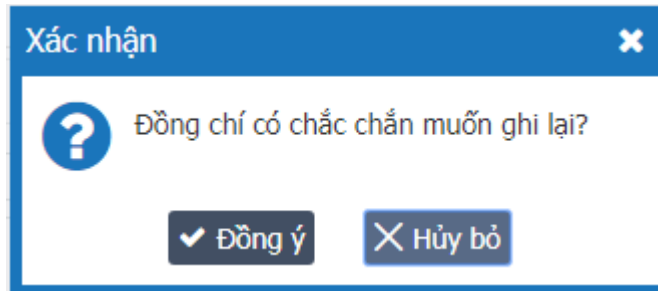 Xác nhận
Đồng chí có chắc chắn muốn ghi lại?
Đồng ý
Hủy bỏ